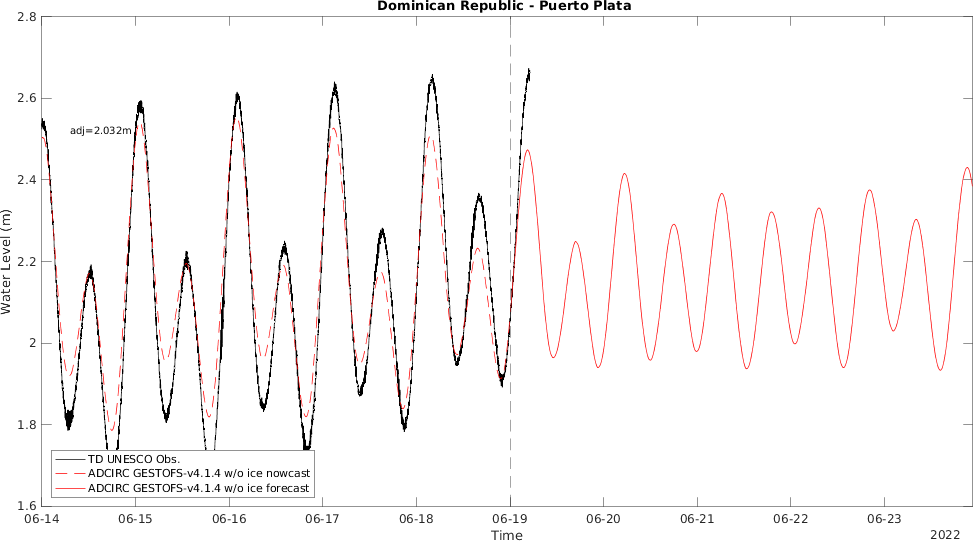 Dominican Republic - Puerto Plata
2.8
2.6
2.4
2.2
2
1.8
1.6
Water Level (m)
adj=2.032m
TD UNESCO Obs.
ADCIRC GESTOFS-v4.1.4 w/o ice nowcast
ADCIRC GESTOFS-v4.1.4 w/o ice forecast
06-14 06-15 06-16 06-17 06-18 06-19 06-20 06-21 06-22 06-23
Time
2022